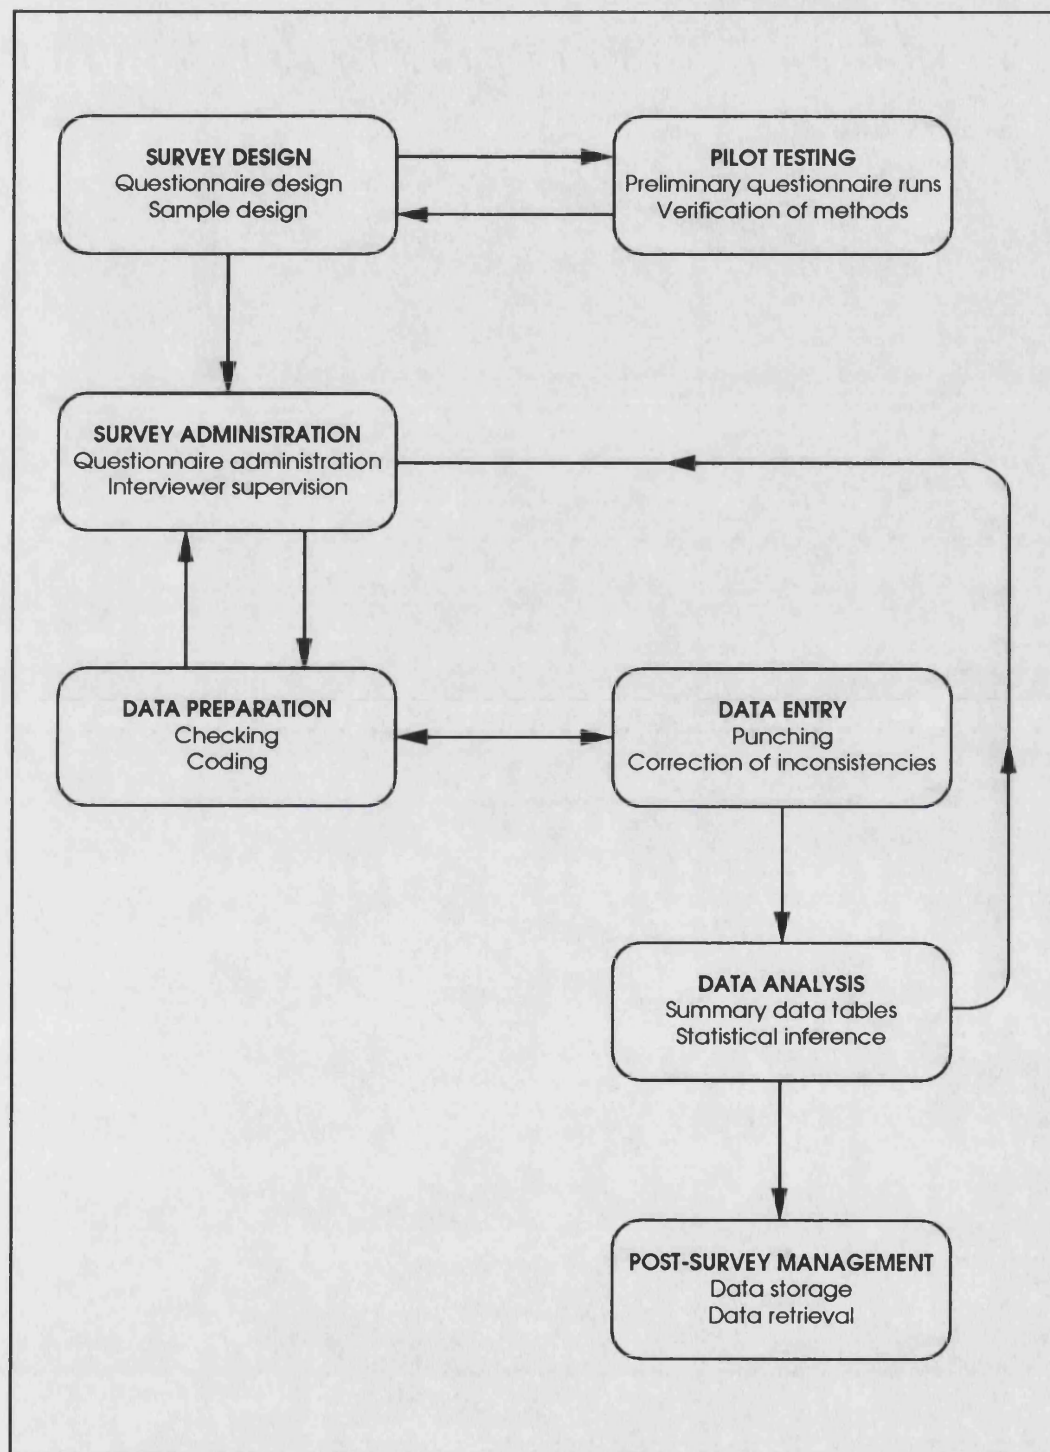 SURVEY DESIGN
Questionnaire design
Sample design
PILOT TESTING
Preliminary questionnaire runs
Verification of methods
SURVEY ADMINISTRATION
Questionnaire administration
Interviewer supervision
DATA PREPARATION
Checking
Coding
DATA ENTRY
Punching
Correction of inconsistencies
DATA ANALYSIS
Summary data tables
Statistical inference
POST-SURVEY MANAGEMENT
Data storage
Data retrieval